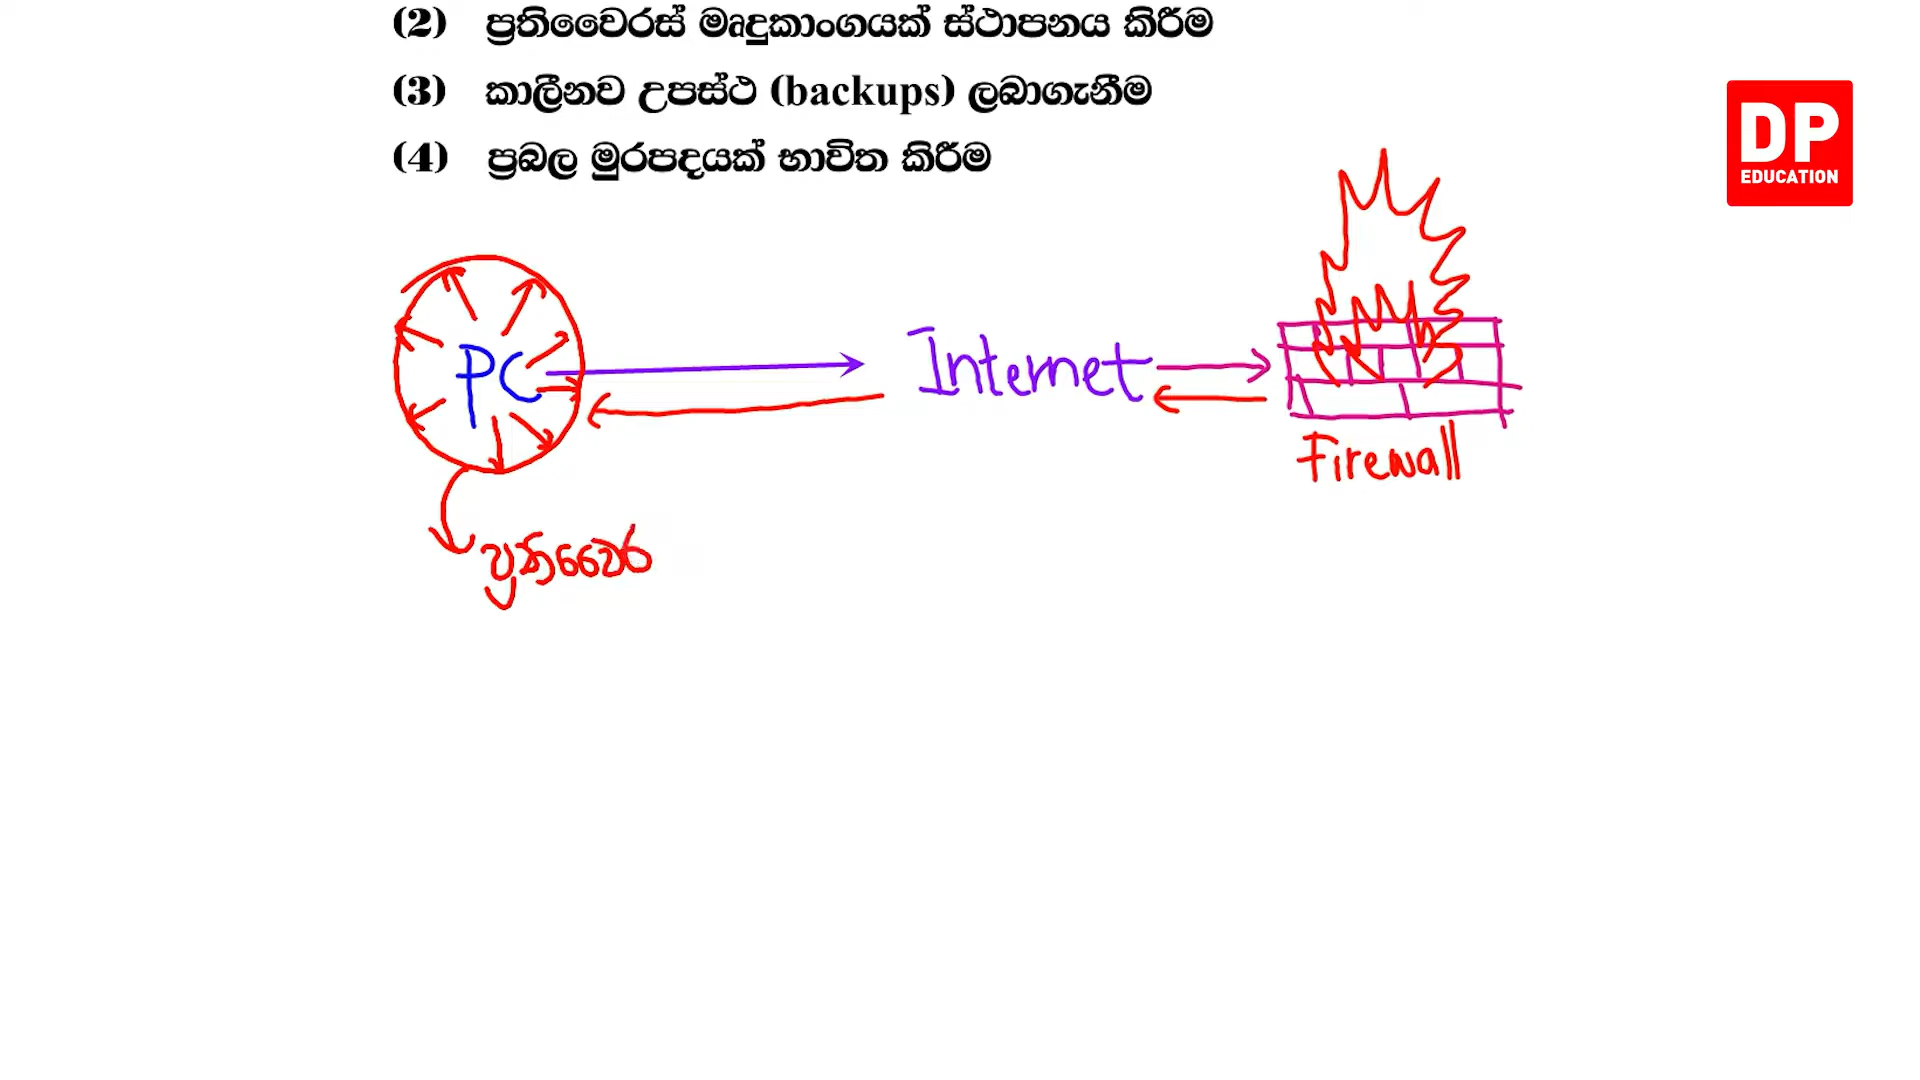 (2) ප්‍රතිවෛරස් මෘදුකාංගයක් ස්ථාපනය කිරීම
(3) කාලීනව උපස්ථ (backups) ලබාගැනීම
(4) ප්‍රබල මුරපදයක් භාවිත කිරීම
DP
EDUCATION
PC
Internet
Firewall
ප්‍රතිවෛර